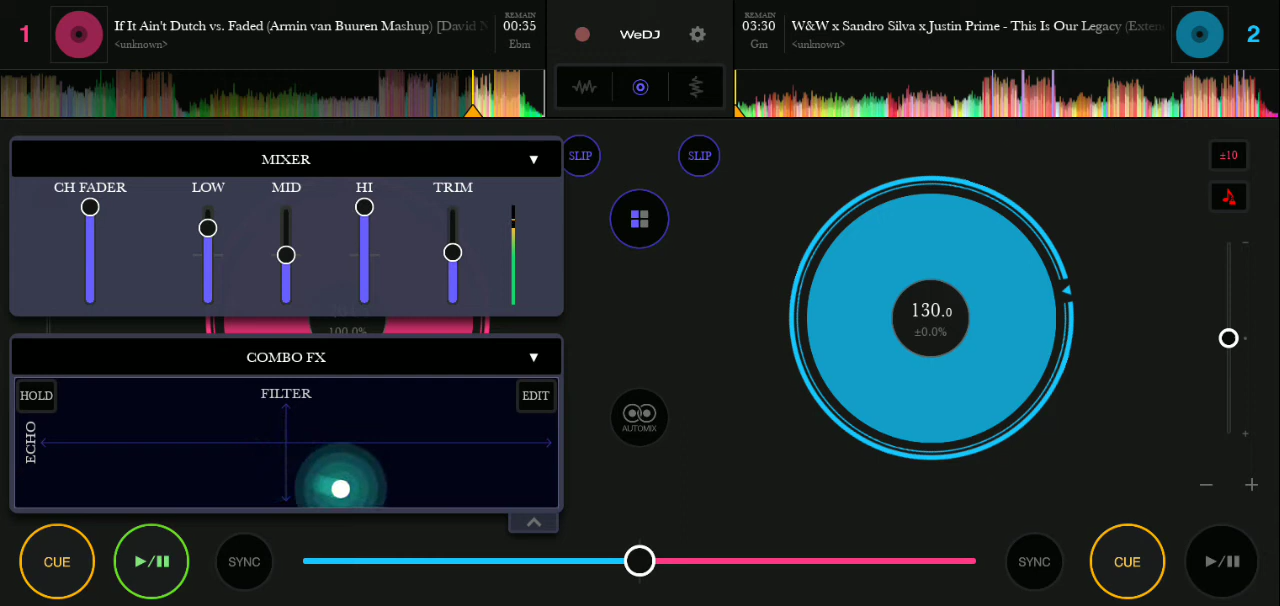 1
If It Ain't Dutch vs. Faded (Armin van Buuren Mashup) [David
<unknown>
REMAIN
00:35
Ebm
WeDJ
REMAIN
03:30
Gm
W&W x Sandro Silva x Justin Prime - This Is Our Legacy (Exten
<unknown>
2
MIXER
SLIP
SLIP
±10
CH FADER LOW MID HI TRIM
100.0%
130.0
±0.0%
COMBO FX
HOLD
FILTER
EDIT
ECHO
AUTOMIX
CUE
SYNC
SYNC
CUE